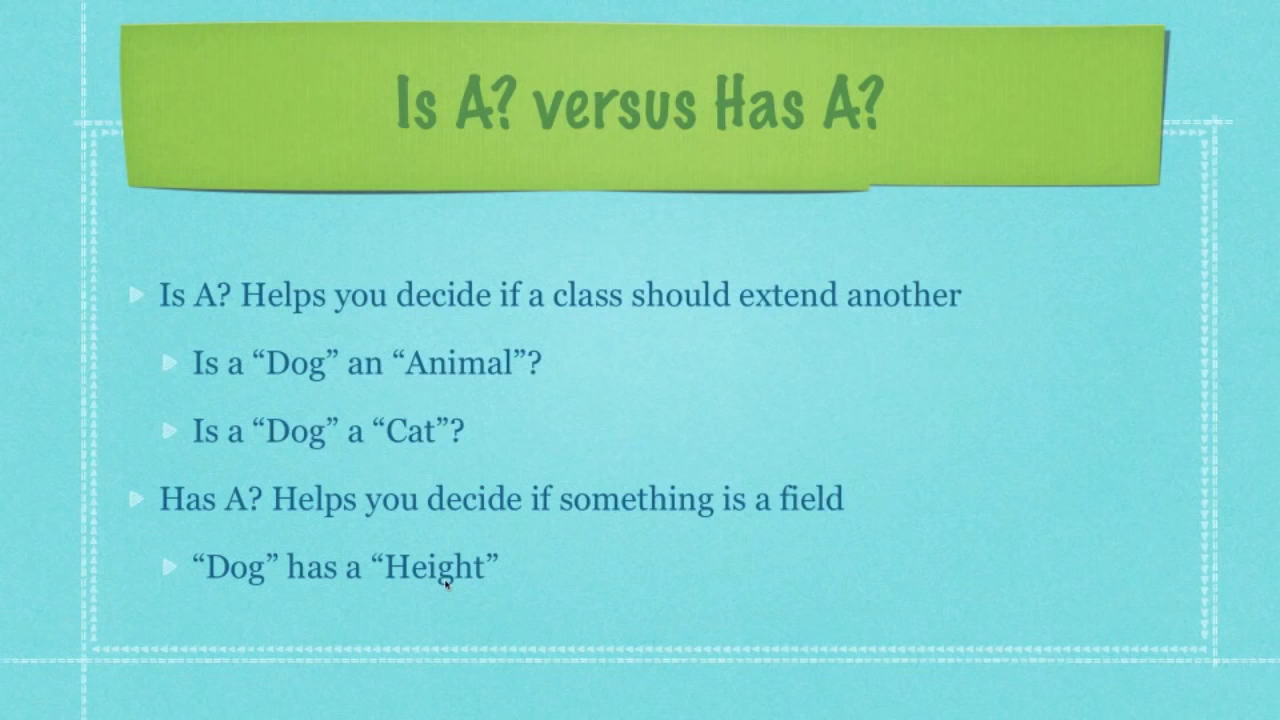 Is A? versus Has A?
Is A? Helps you decide if a class should extend another
Is a “Dog” an “Animal”?
Is a “Dog” a “Cat”?
Has A? Helps you decide if something is a field
“Dog” has a “Height”